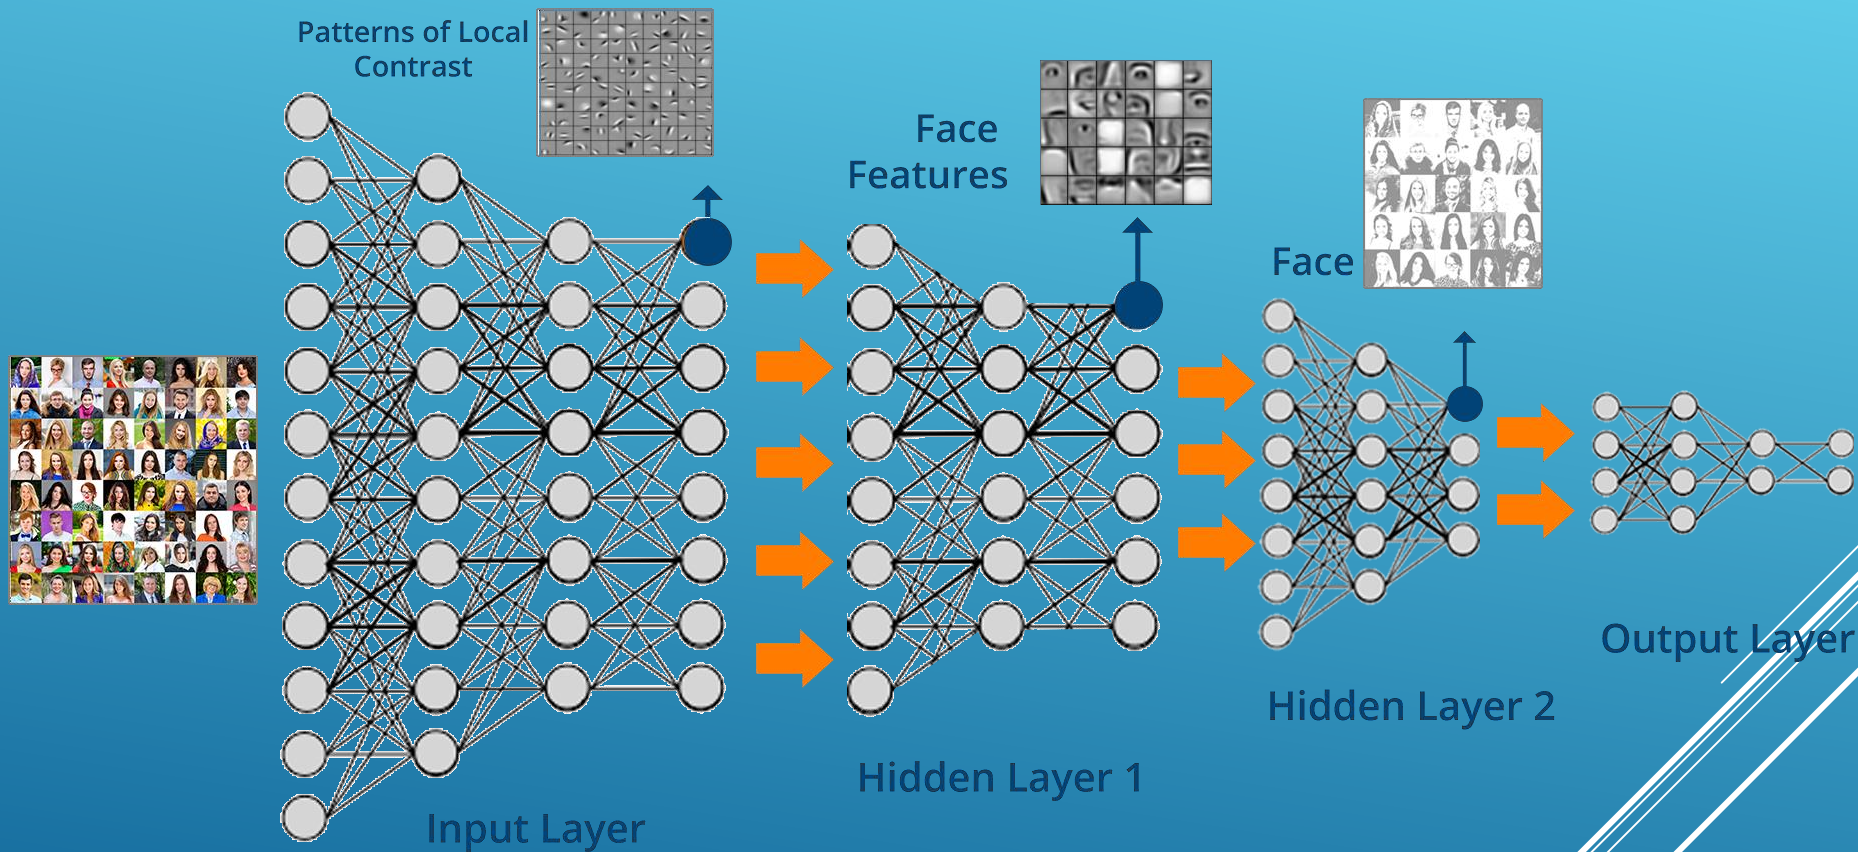 Patterns of Local
Contrast
Face
Features
Face
Output Layer
Hidden Layer 2
Hidden Layer 1
Input Layer